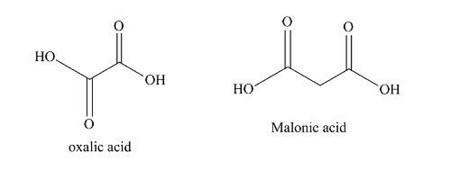 O
HO
OH
O
oxalic acid
O O
HO OH
Malonic acid